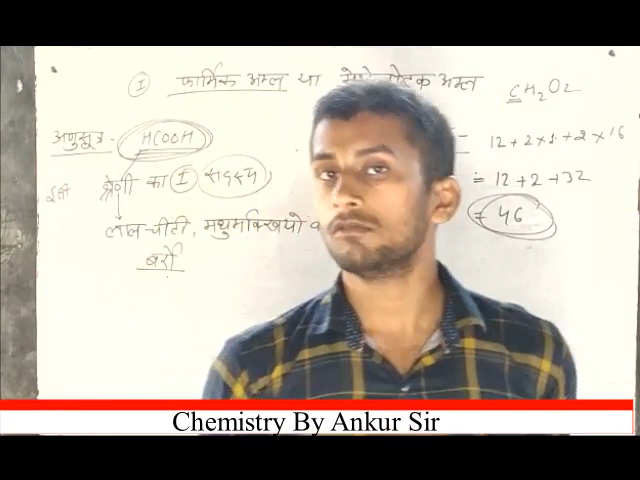 I फार्मिक अम्ल या अम्ल CH2O2
अणुसूत्र- HCOOH = 12+2×1+2×16
श्रेणी का I सदस्य = 12+2+32
लाल-चीटी, मधुमक्खियो = 46
बर्रो
Chemistry By Ankur Sir